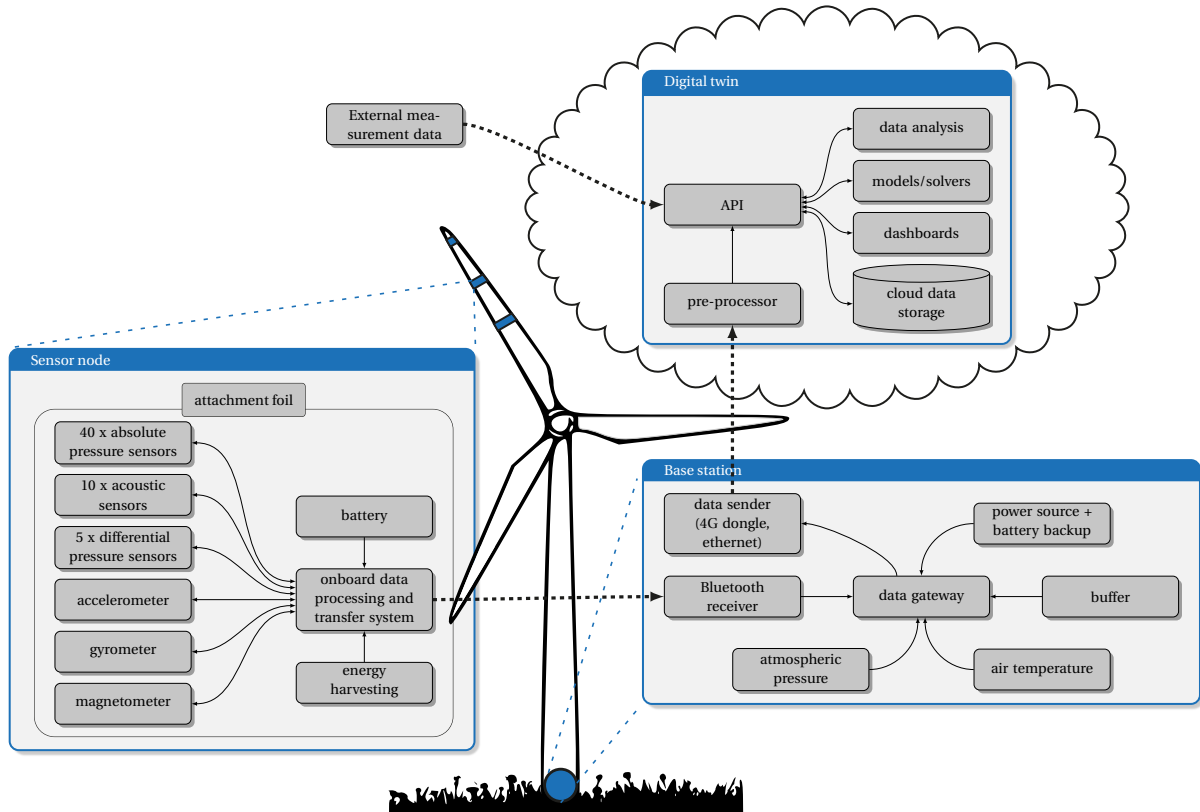 Digital twin
External mea-
surement data
data analysis
models/solvers
API
dashboards
pre-processor
cloud data
storage
Sensor node
attachment foil
40 x absolute
pressure sensors
10 x acoustic
sensors
5 x differential
pressure sensors
accelerometer
gyrometer
magnetometer
battery
onboard data
processing and
transfer system
energy
harvesting
Base station
data sender
(4G dongle,
ethernet)
power source +
battery backup
Bluetooth
receiver
data gateway
buffer
atmospheric
pressure
air temperature